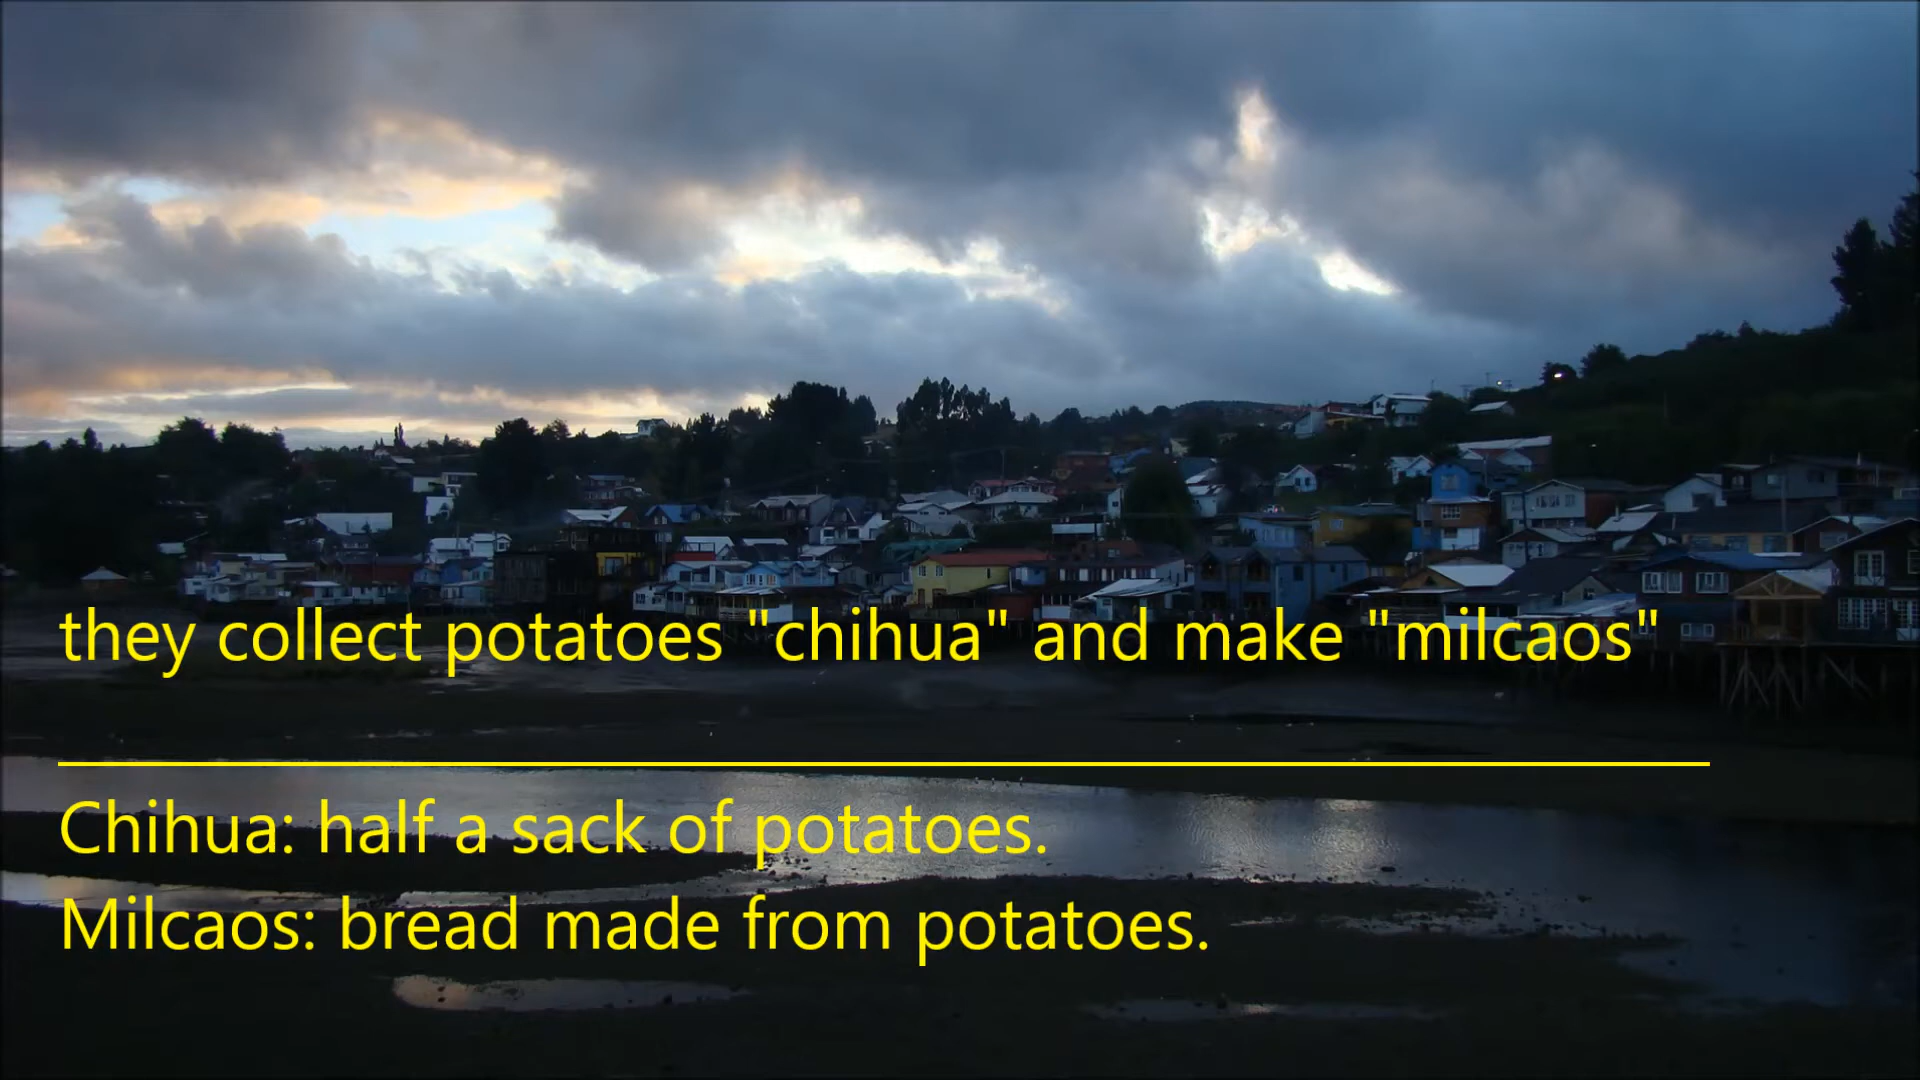 they collect potatoes "chihua" and make "milcaos"
Chihua: half a sack of potatoes.
Milcaos: bread made from potatoes.